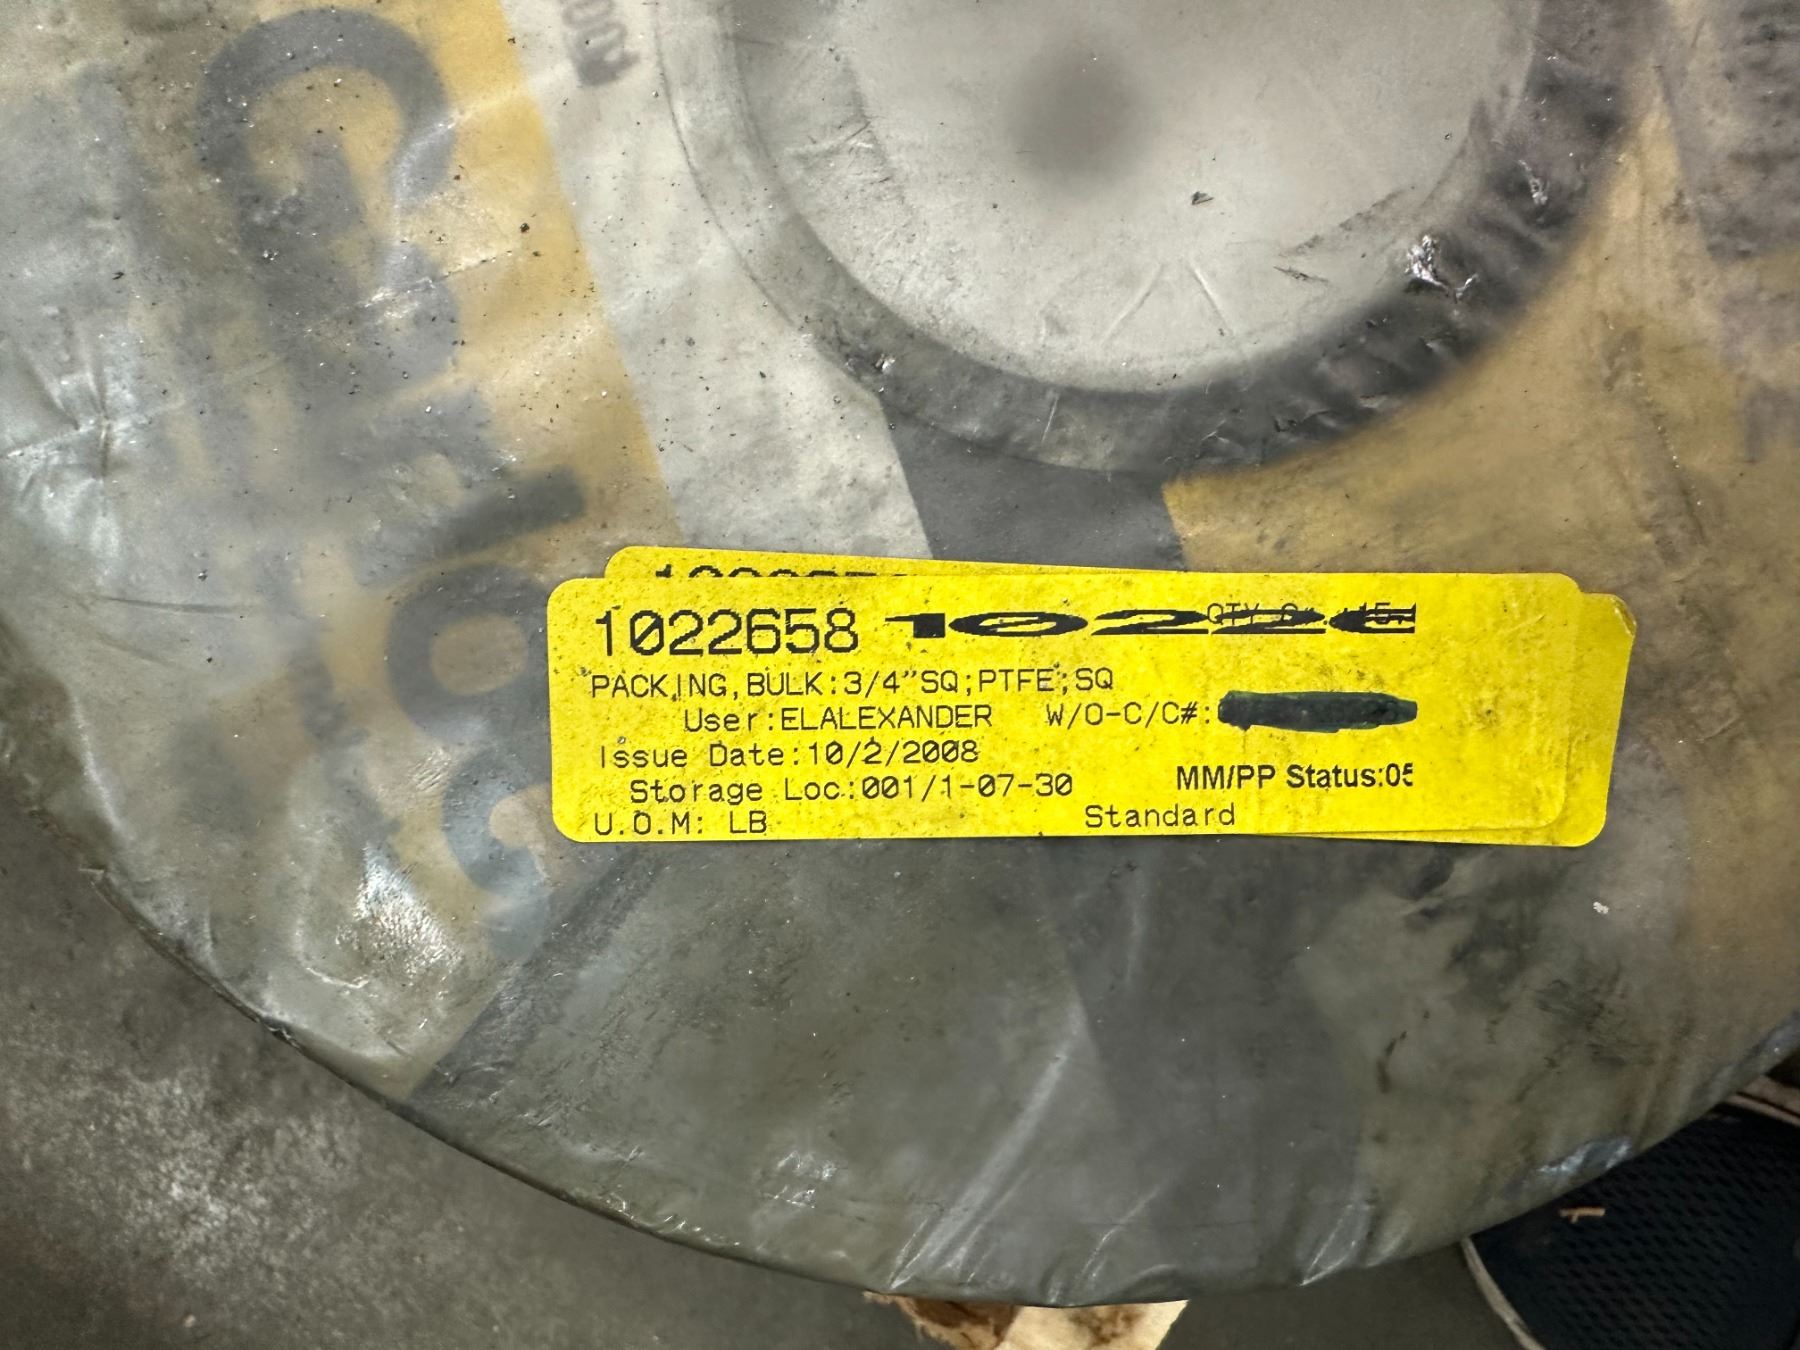 1022658 10226
PACKING,BULK:3/4"SQ;PTFE;SQ
User:ELALEXANDER W/O-C/C#:
Issue Date:10/2/2008
Storage Loc:001/1-07-30 MM/PP Status:05
U.O.M: LB Standard